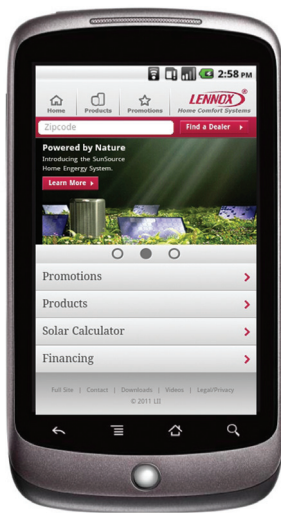 2:58 PM
Home Products Promotions
LENNOX®
Home Comfort Systems
Zipcode Find a Dealer
Powered by Nature
Introducing the SunSource
Home Engergy System.
Learn More
Promotions
Products
Solar Calculator
Financing
Full Site | Contact | Downloads | Videos | Legal/Privacy
© 2011 LII